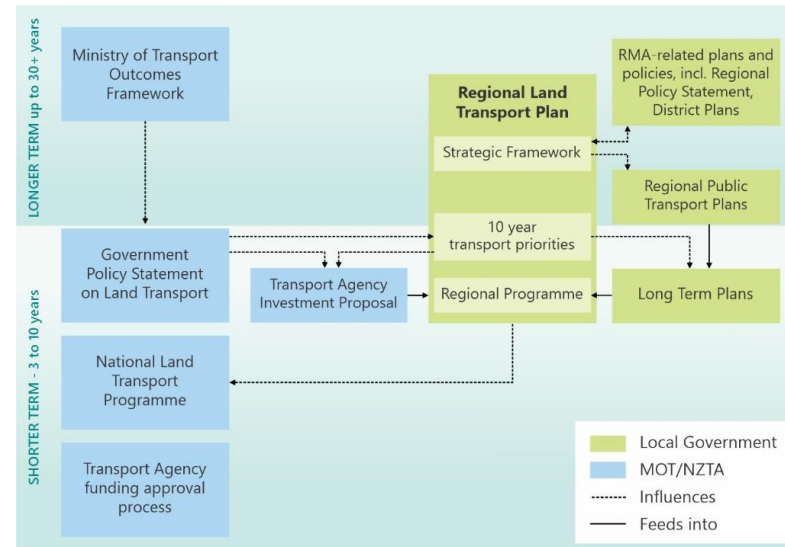 LONGER TERM up to 30+ years
Ministry of Transport
Outcomes
Framework
Regional Land
Transport Plan
Strategic Framework
RMA-related plans and
policies, incl. Regional
Policy Statement,
District Plans
Regional Public
Transport Plans
SHORTER TERM - 3 to 10 years
Government
Policy Statement
on Land Transport
10 year
transport priorities
Transport Agency
Investment Proposal
Regional Programme
Long Term Plans
National Land
Transport
Programme
Transport Agency
funding approval
process
Local Government
MOT/NZTA
Influences
Feeds into